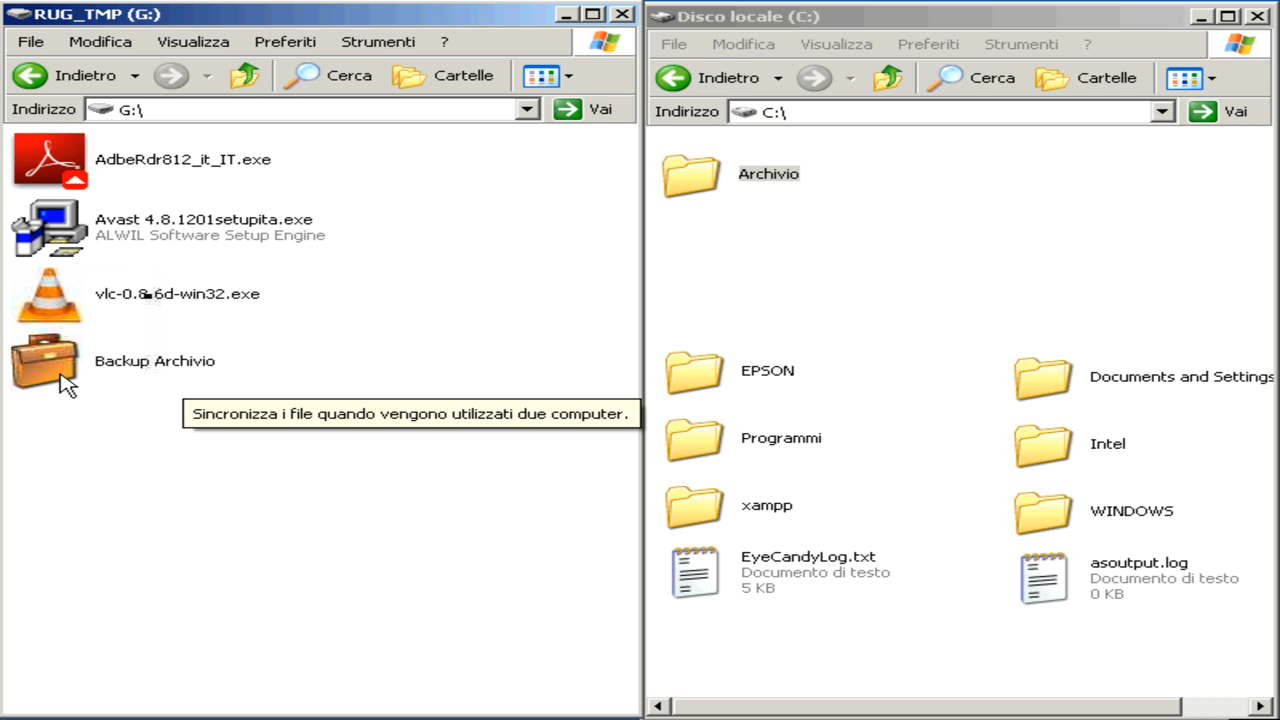 RUG_TMP (G:)
File Modifica Visualizza Preferiti Strumenti ?
Indietro Cerca Cartelle
Indirizzo G:\ Vai
AdbeRdr812_it_IT.exe
Avast 4.8.1201setupita.exe
ALWIL Software Setup Engine
vlc-0.8.6d-win32.exe
Backup Archivio
Sincronizza i file quando vengono utilizzati due computer.
Disco locale (C:)
File Modifica Visualizza Preferiti Strumenti ?
Indietro Cerca Cartelle
Indirizzo C:\ Vai
Archivio
EPSON
Documents and Settings
Programmi
Intel
xampp
WINDOWS
EyeCandyLog.txt
Documento di testo
5 KB
asoutput.log
Documento di testo
0 KB